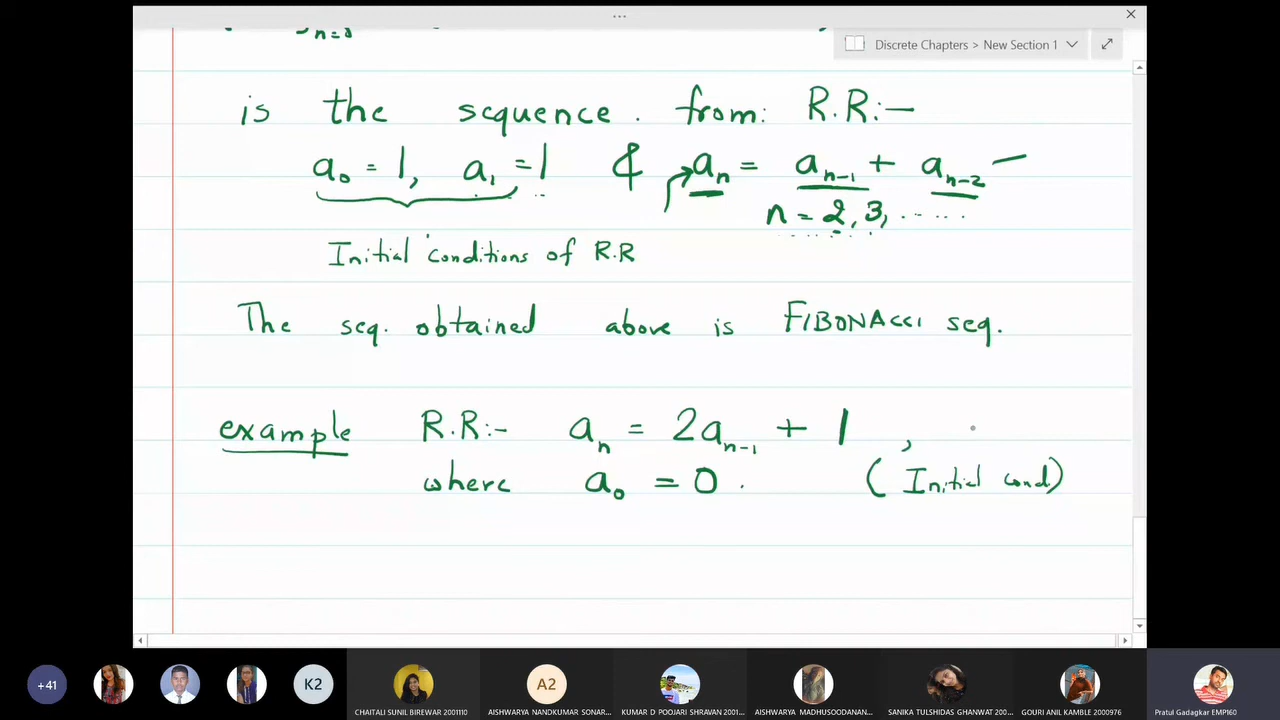 Discrete Chapters > New Section 1
is the sequence. from: R.R:-
a₀ = 1, a₁ = 1 & aₙ = aₙ₋₁ + aₙ₋₂ —
n = 2, 3, .....
Initial conditions of R.R
The seq. obtained above is FIBONACCI seq.
example R.R:- aₙ = 2aₙ₋₁ + 1 ,
where a₀ = 0 . ( Initial cond)
+41
K2
A2
CHAITALI SUNIL BIREWAR 2001110
AISHWARYA NANDKUMAR SONAR...
KUMAR D POOJARI SHRAVAN 2001...
AISHWARYA MADHUSOODANAN...
SANIKA TULSHIDAS GHANWAT 200...
GOURI ANIL KAMBLE 2000976
Pratul Gadagkar EMP160